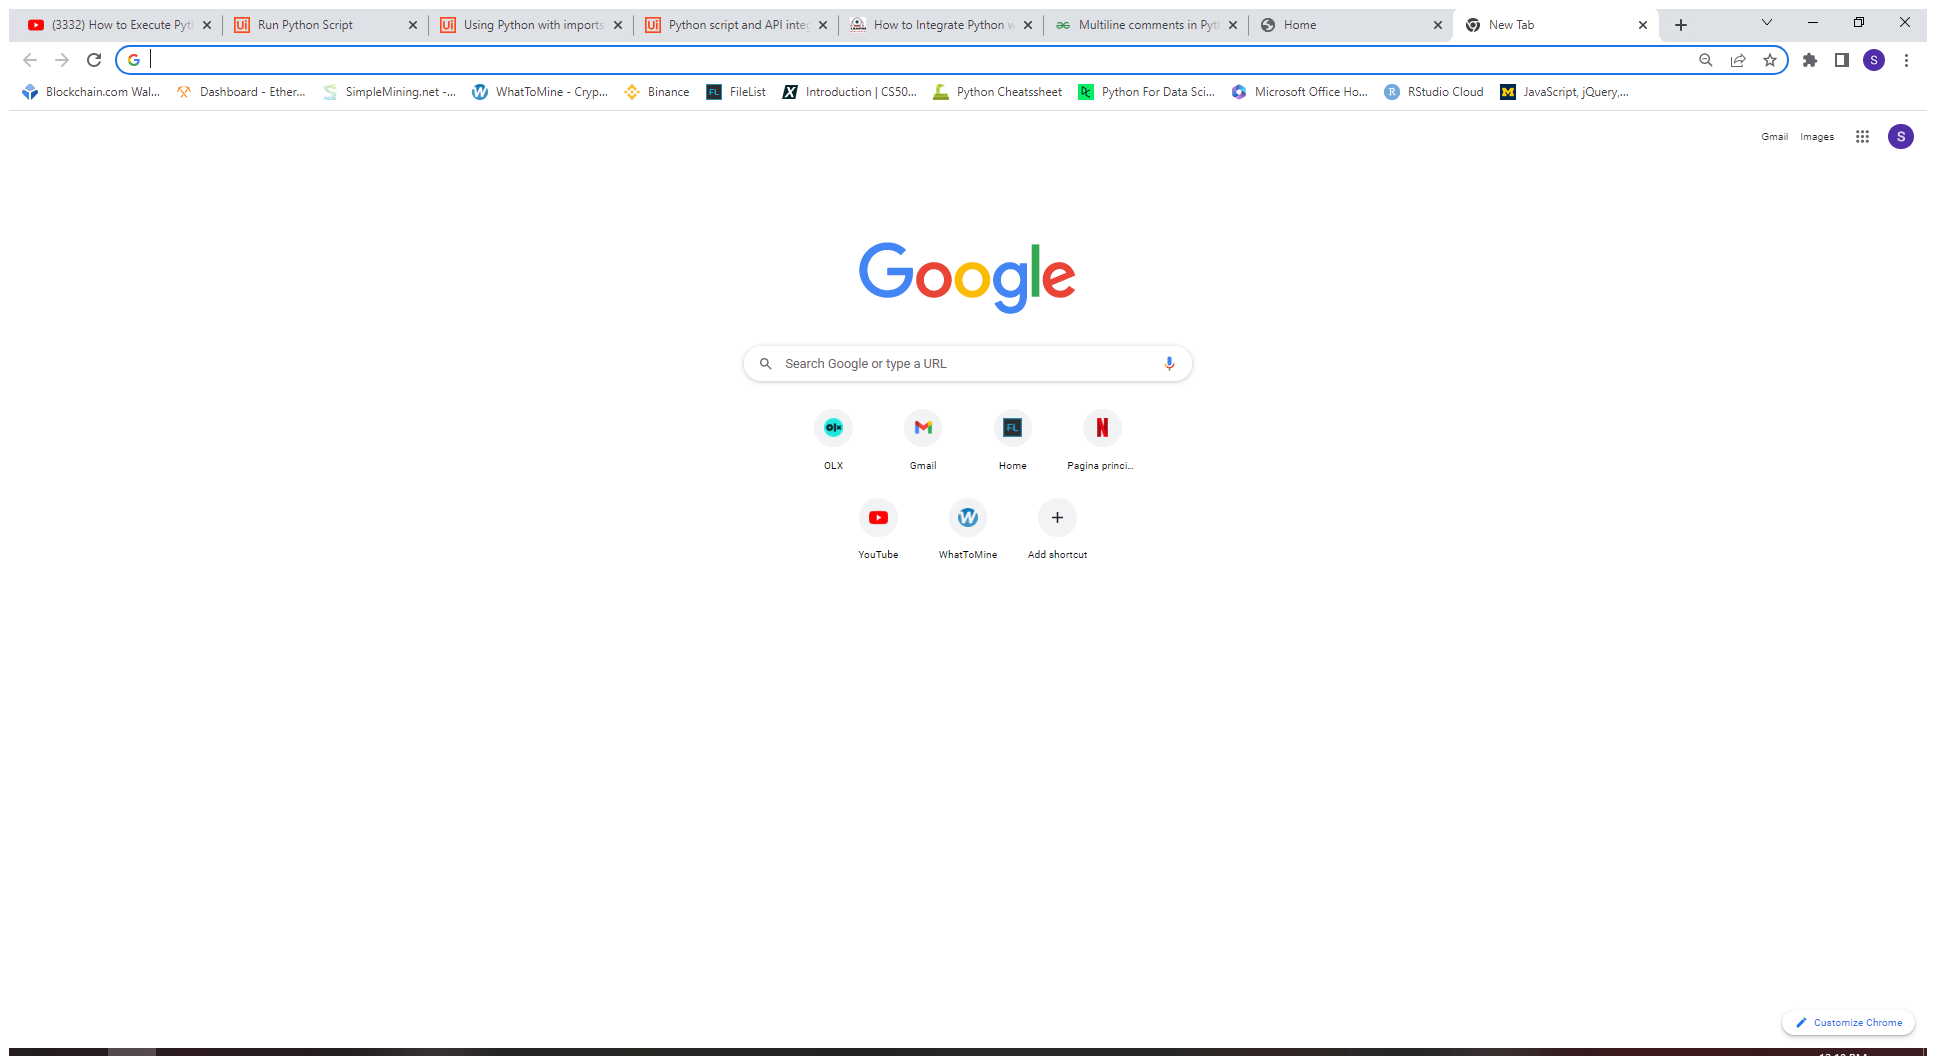 (3332) How to Execute Pyt
Run Python Script
Using Python with imports
Python script and API integ
How to Integrate Python w
Multiline comments in Pyt
Home
New Tab
Blockchain.com Wal...
Dashboard - Ether...
SimpleMining.net -...
WhatToMine - Cryp...
Binance
FileList
Introduction | CS50...
Python Cheatssheet
Python For Data Sci...
Microsoft Office Ho...
RStudio Cloud
JavaScript, jQuery,...
Gmail Images
S
Google
Search Google or type a URL
OLX
Gmail
Home
Pagina princi...
YouTube
WhatToMine
Add shortcut
Customize Chrome